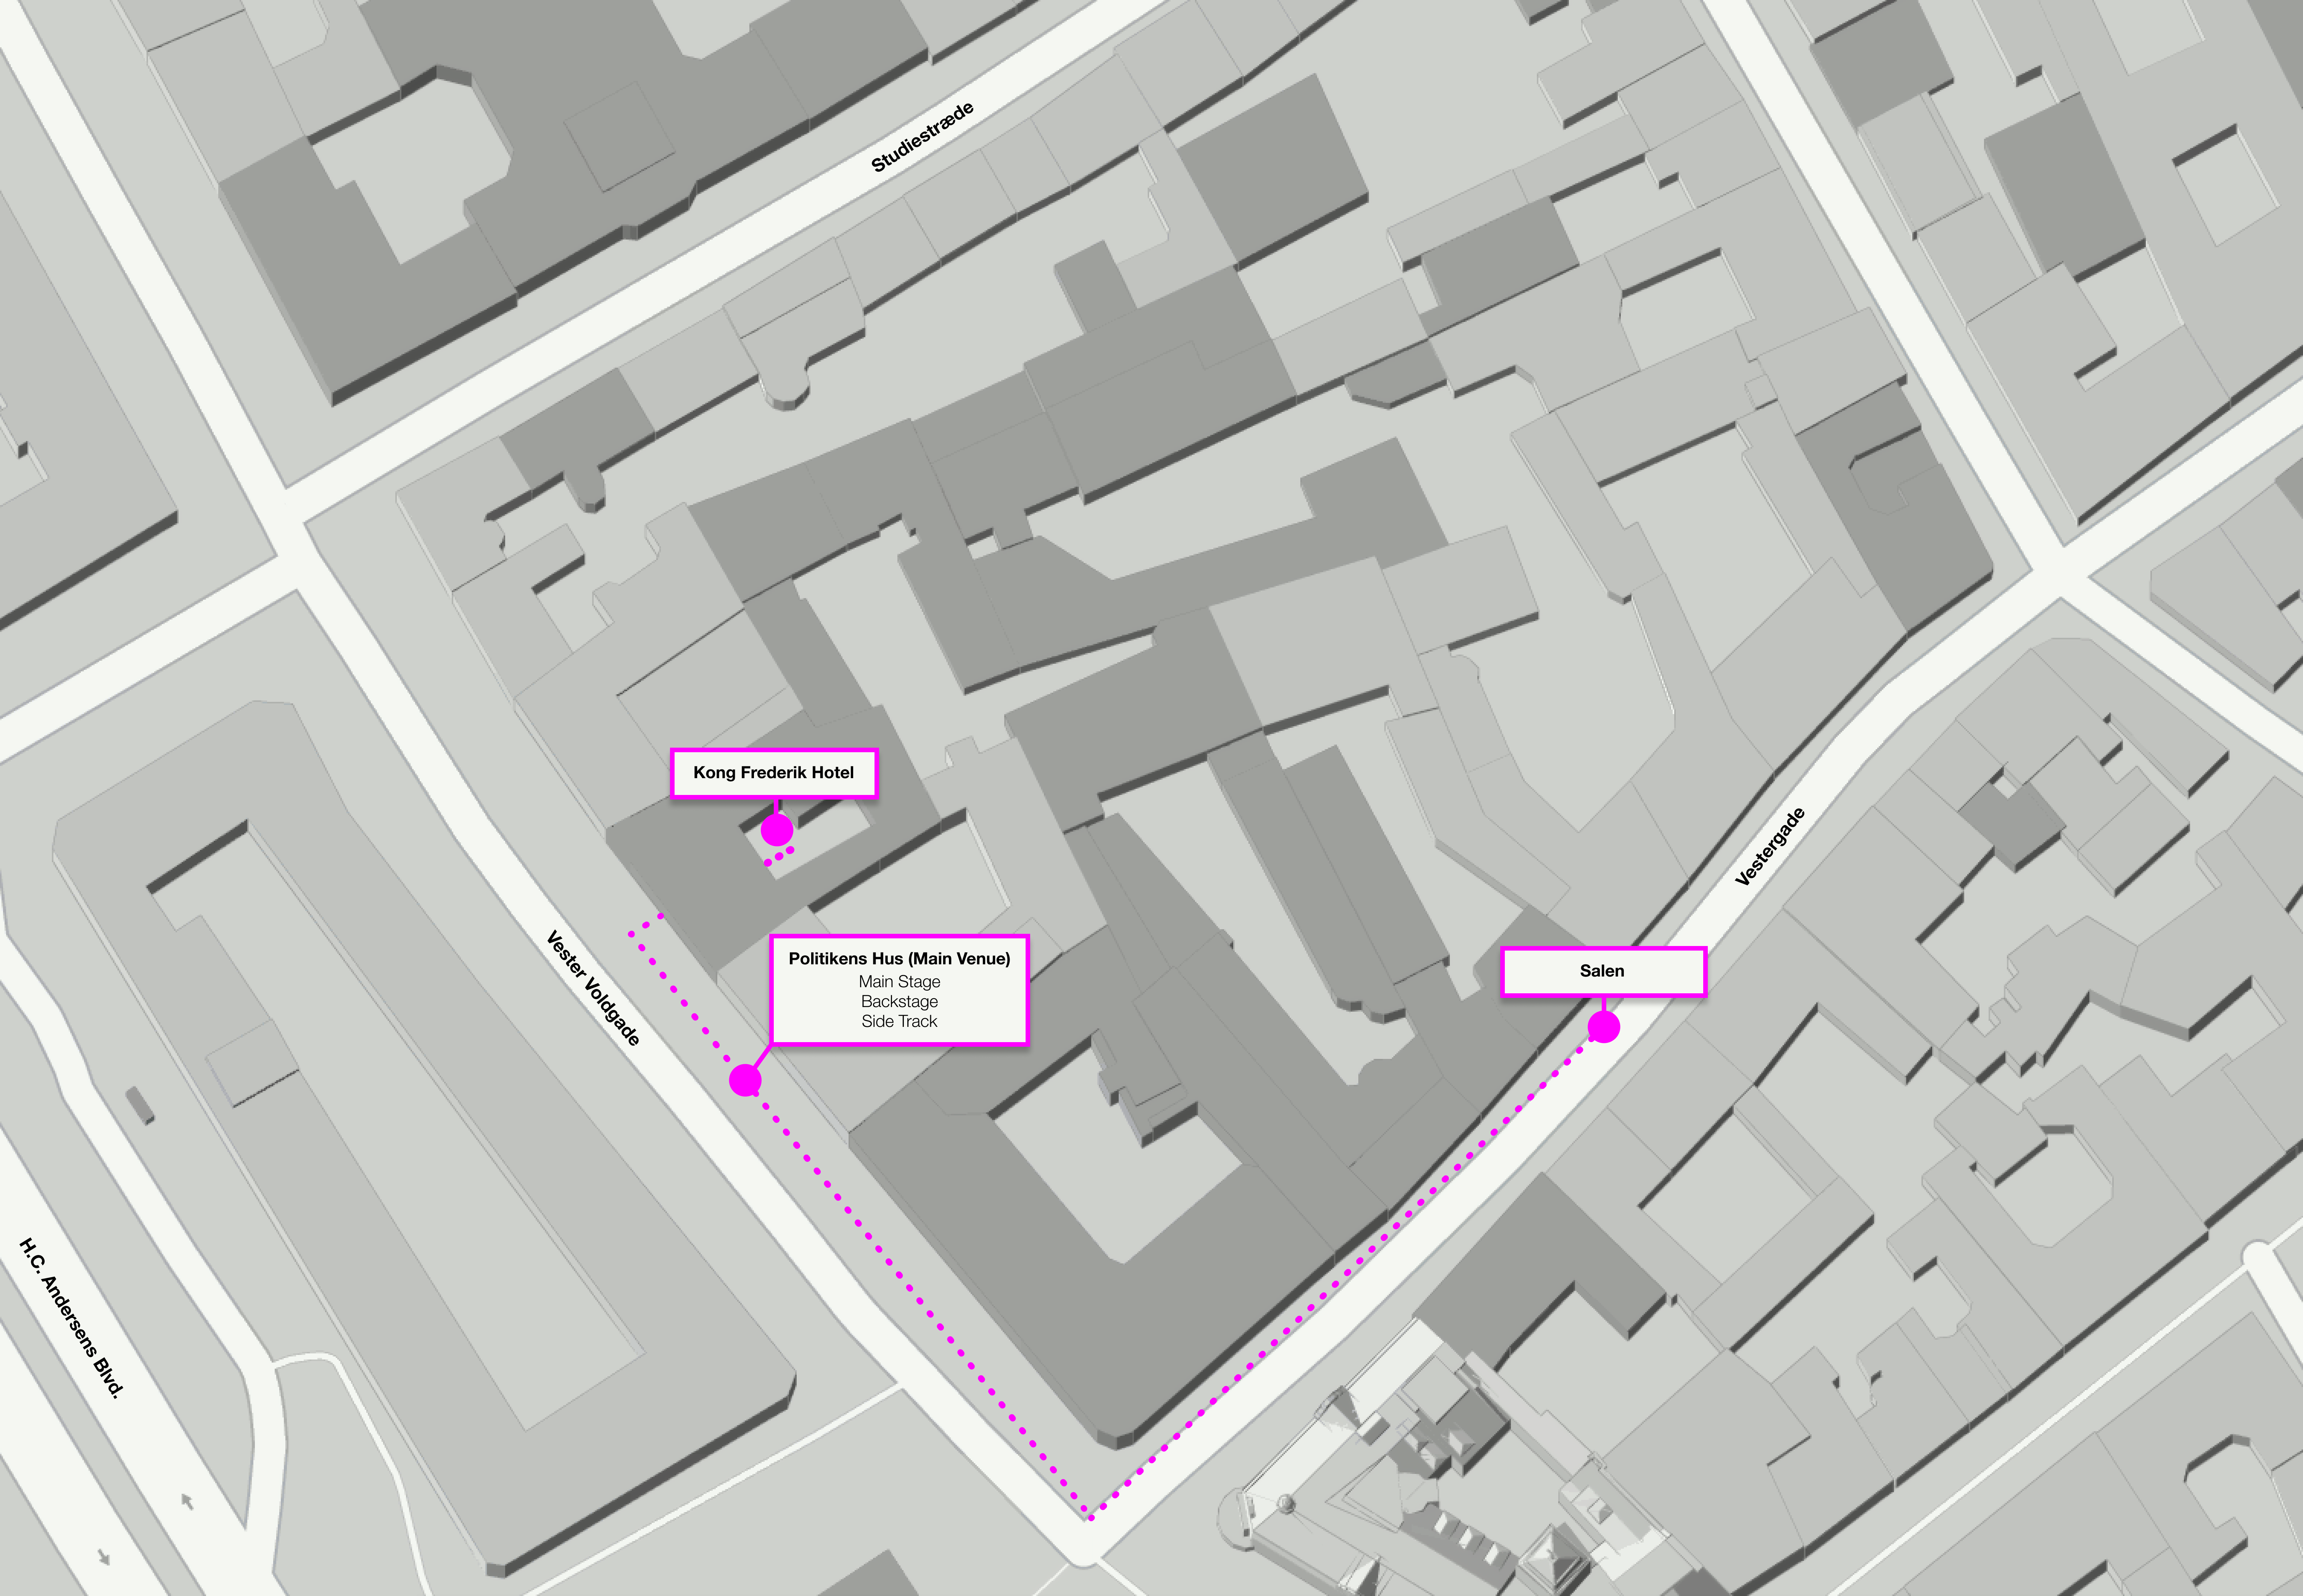 Studiestræde
Kong Frederik Hotel
Vester Voldgade
Politikens Hus (Main Venue)
Main Stage
Backstage
Side Track
Salen
Vestergade
H.C. Andersens Blvd.